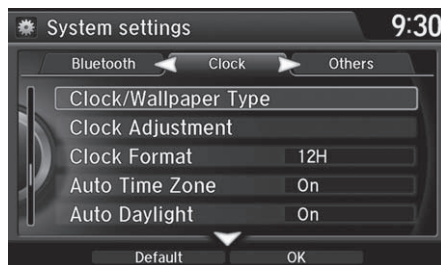 System settings 9:30
Bluetooth Clock Others
Clock/Wallpaper Type
Clock Adjustment
Clock Format 12H
Auto Time Zone On
Auto Daylight On
Default OK